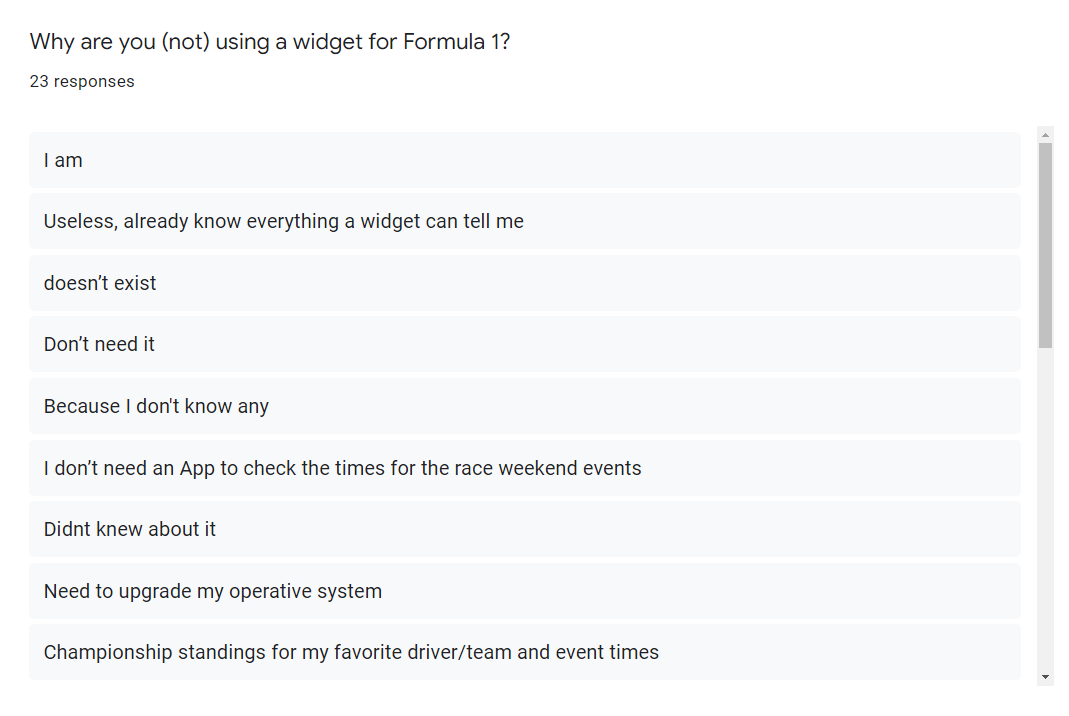 Why are you (not) using a widget for Formula 1?
23 responses
I am
Useless, already know everything a widget can tell me
doesn’t exist
Don’t need it
Because I don't know any
I don’t need an App to check the times for the race weekend events
Didnt knew about it
Need to upgrade my operative system
Championship standings for my favorite driver/team and event times